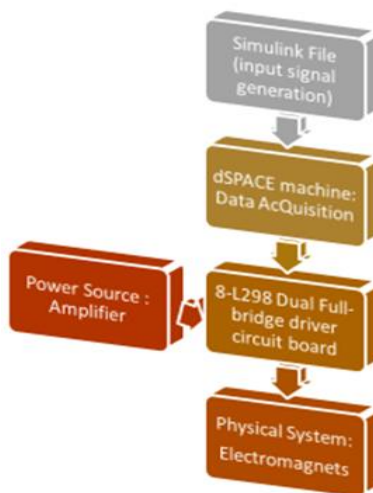 Simulink File
(input signal
generation)
dSPACE machine:
Data AcQuisition
Power Source :
Amplifier
8-L298 Dual Full-
bridge driver
circuit board
Physical System:
Electromagnets